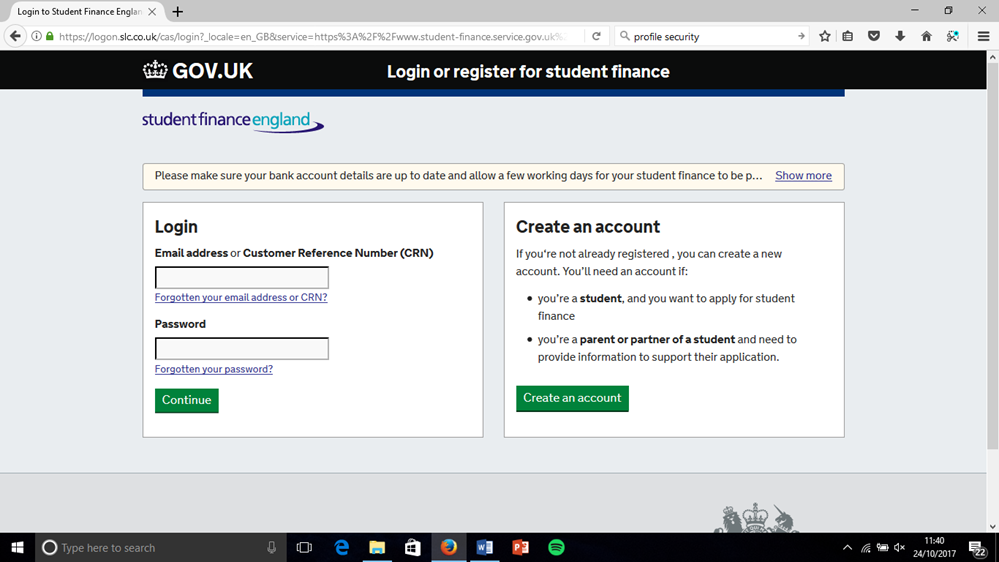 Login to Student Finance Englan
https://logon.slc.co.uk/cas/login?_locale=en_GB&service=https%3A%2F%2Fwww.student-finance.service.gov.uk%
profile security
GOV.UK
Login or register for student finance
studentfinanceengland
Please make sure your bank account details are up to date and allow a few working days for your student finance to be p... Show more
Login
Email address or Customer Reference Number (CRN)
Forgotten your email address or CRN?
Password
Forgotten your password?
Continue
Create an account
If you're not already registered , you can create a new
account. You'll need an account if:
you're a student, and you want to apply for student
finance
you're a parent or partner of a student and need to
provide information to support their application.
Create an account
Type here to search
11:40
24/10/2017
22